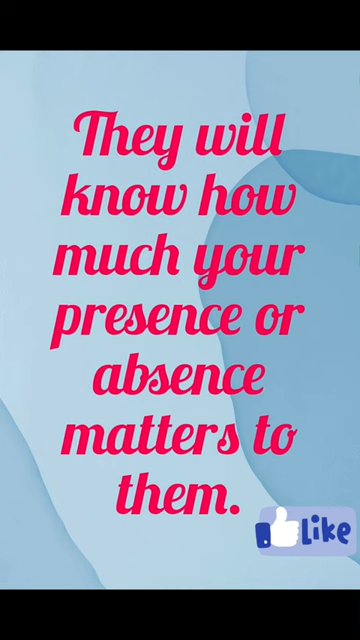 They will
know how
much your
presence or
absence
matters to
them.
Like